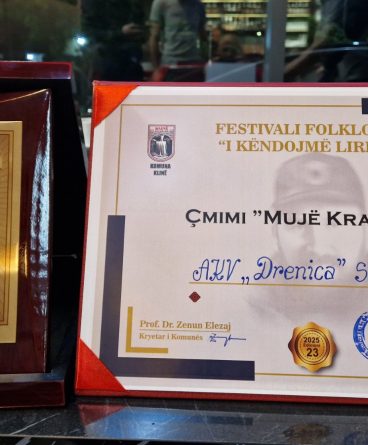 KOMUNA
KLINË
FESTIVALI FOLKLO
“I KËNDOJMË LIRI
ÇMIMI ”MUJË KRA
AKV „Drenica” S
Prof. Dr. Zenun Elezaj
Kryetar i Komunës
2025
Edicioni
23